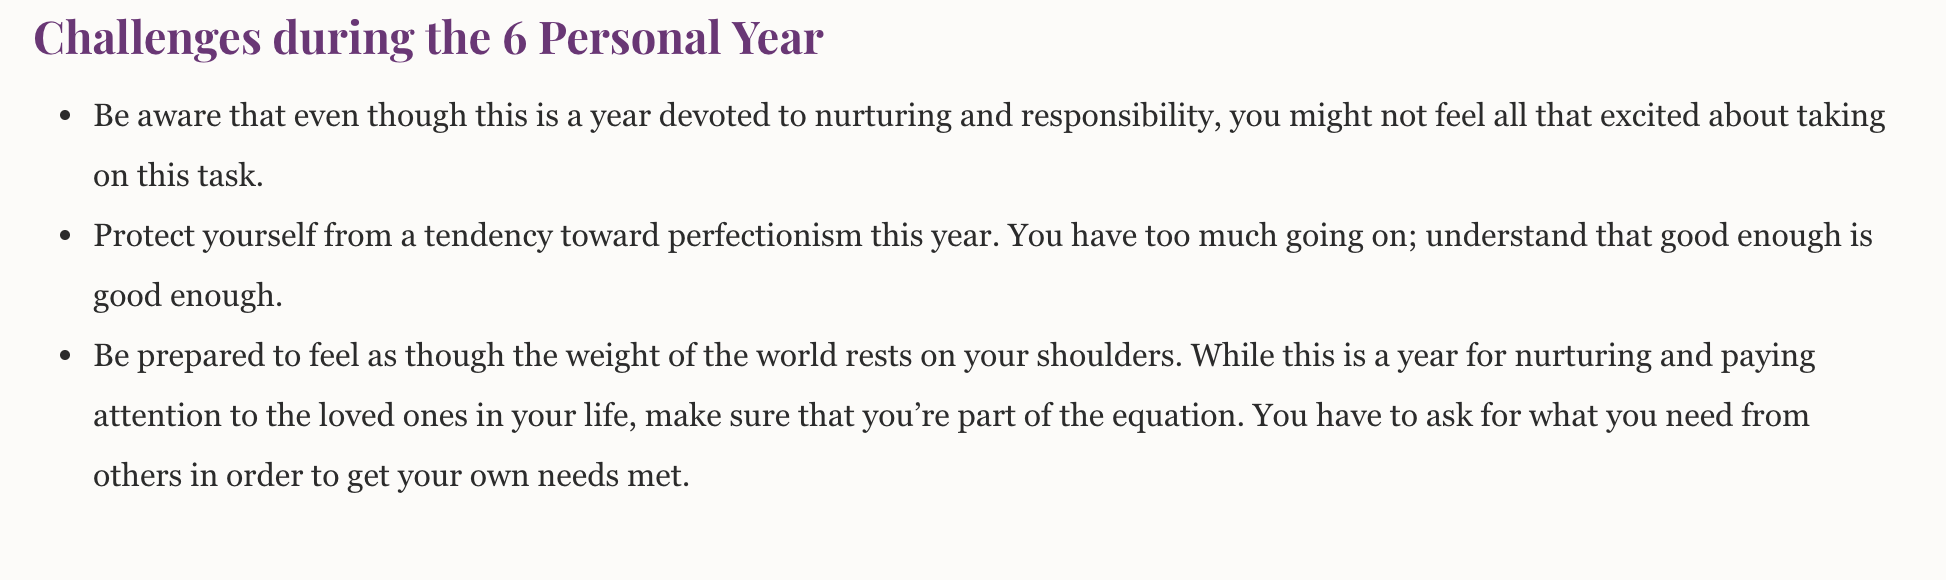 Challenges during the 6 Personal Year
• Be aware that even though this is a year devoted to nurturing and responsibility, you might not feel all that excited about taking
on this task.
• Protect yourself from a tendency toward perfectionism this year. You have too much going on; understand that good enough is
good enough.
• Be prepared to feel as though the weight of the world rests on your shoulders. While this is a year for nurturing and paying
attention to the loved ones in your life, make sure that you’re part of the equation. You have to ask for what you need from
others in order to get your own needs met.